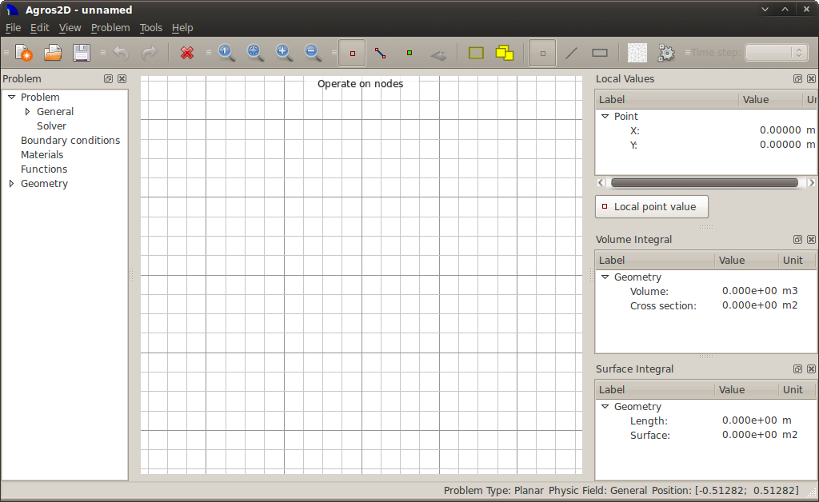 Agros2D - unnamed
File Edit View Problem Tools Help
Time step:
Problem
Problem
General
Solver
Boundary conditions
Materials
Functions
Geometry
Operate on nodes
Local Values
Label Value Un
Point
X: 0.00000 m
Y: 0.00000 m
Local point value
Volume Integral
Label Value Unit
Geometry
Volume: 0.000e+00 m3
Cross section: 0.000e+00 m2
Surface Integral
Label Value Unit
Geometry
Length: 0.000e+00 m
Surface: 0.000e+00 m2
Problem Type: Planar Physic Field: General Position: [-0.51282; 0.51282]